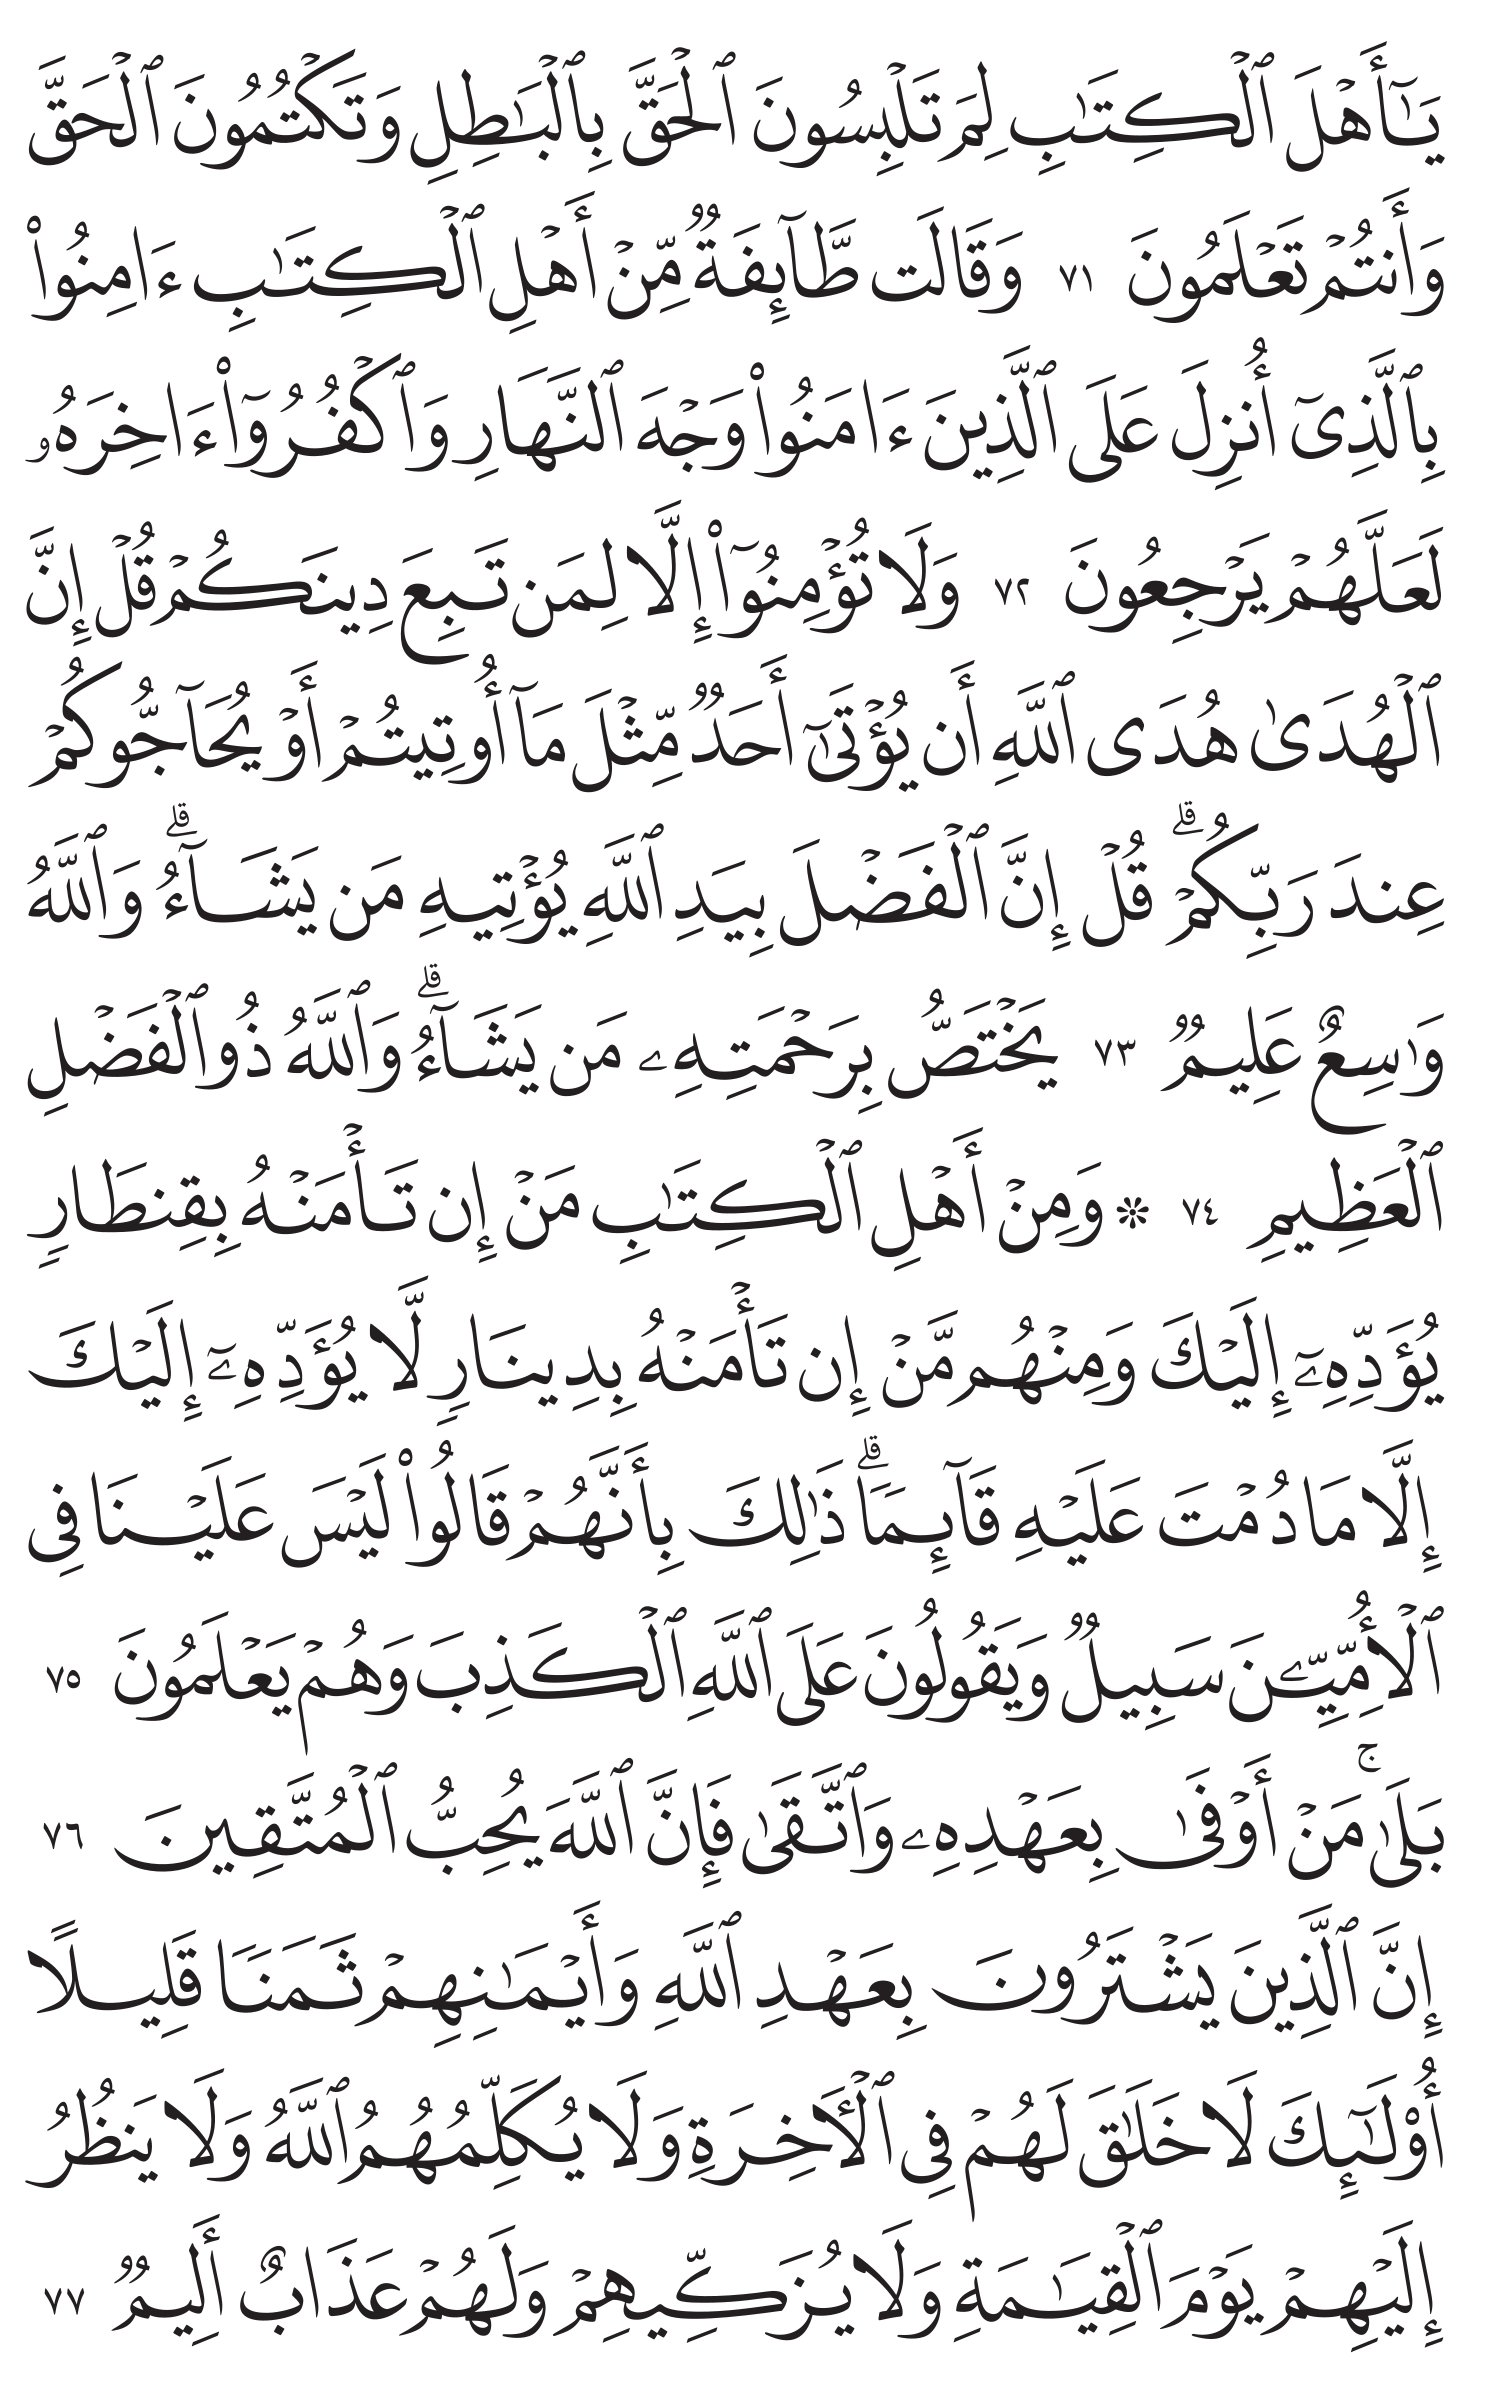 يَٰٓأَهۡلَ ٱلۡكِتَٰبِ لِمَ تَلۡبِسُونَ ٱلۡحَقَّ بِٱلۡبَٰطِلِ وَتَكۡتُمُونَ ٱلۡحَقَّ
وَأَنتُمۡ تَعۡلَمُونَ ٧١ وَقَالَت طَّآئِفَةٞ مِّنۡ أَهۡلِ ٱلۡكِتَٰبِ ءَامِنُواْ
بِٱلَّذِيٓ أُنزِلَ عَلَى ٱلَّذِينَ ءَامَنُواْ وَجۡهَ ٱلنَّهَارِ وَٱكۡفُرُوٓاْ ءَاخِرَهُۥ
لَعَلَّهُمۡ يَرۡجِعُونَ ٧٢ وَلَا تُؤۡمِنُوٓاْ إِلَّا لِمَن تَبِعَ دِينَكُمۡ قُلۡ إِنَّ
ٱلۡهُدَىٰ هُدَى ٱللَّهِ أَن يُؤۡتَىٰٓ أَحَدٞ مِّثۡلَ مَآ أُوتِيتُمۡ أَوۡ يُحَآجُّوكُمۡ
عِندَ رَبِّكُمۡۗ قُلۡ إِنَّ ٱلۡفَضۡلَ بِيَدِ ٱللَّهِ يُؤۡتِيهِ مَن يَشَآءُۗ وَٱللَّهُ
وَٰسِعٌ عَلِيمٞ ٧٣ يَخۡتَصُّ بِرَحۡمَتِهِۦ مَن يَشَآءُۗ وَٱللَّهُ ذُو ٱلۡفَضۡلِ
ٱلۡعَظِيمِ ٧٤ ۞ وَمِنۡ أَهۡلِ ٱلۡكِتَٰبِ مَنۡ إِن تَأۡمَنۡهُ بِقِنطَارٖ
يُؤَدِّهِۦٓ إِلَيۡكَ وَمِنۡهُم مَّنۡ إِن تَأۡمَنۡهُ بِدِينَارٖ لَّا يُؤَدِّهِۦٓ إِلَيۡكَ
إِلَّا مَا دُمۡتَ عَلَيۡهِ قَآئِمٗاۗ ذَٰلِكَ بِأَنَّهُمۡ قَالُواْ لَيۡسَ عَلَيۡنَا فِي
ٱلۡأُمِّيِّـۧنَ سَبِيلٞ وَيَقُولُونَ عَلَى ٱللَّهِ ٱلۡكَذِبَ وَهُمۡ يَعۡلَمُونَ ٧٥
بَلَىٰۚ مَنۡ أَوۡفَىٰ بِعَهۡدِهِۦ وَٱتَّقَىٰ فَإِنَّ ٱللَّهَ يُحِبُّ ٱلۡمُتَّقِينَ ٧٦
إِنَّ ٱلَّذِينَ يَشۡتَرُونَ بِعَهۡدِ ٱللَّهِ وَأَيۡمَٰنِهِمۡ ثَمَنٗا قَلِيلًا
أُوْلَٰٓئِكَ لَا خَلَٰقَ لَهُمۡ فِي ٱلۡأٓخِرَةِ وَلَا يُكَلِّمُهُمُ ٱللَّهُ وَلَا يَنظُرُ
إِلَيۡهِمۡ يَوۡمَ ٱلۡقِيَٰمَةِ وَلَا يُزَكِّيهِمۡ وَلَهُمۡ عَذَابٌ أَلِيمٞ ٧٧